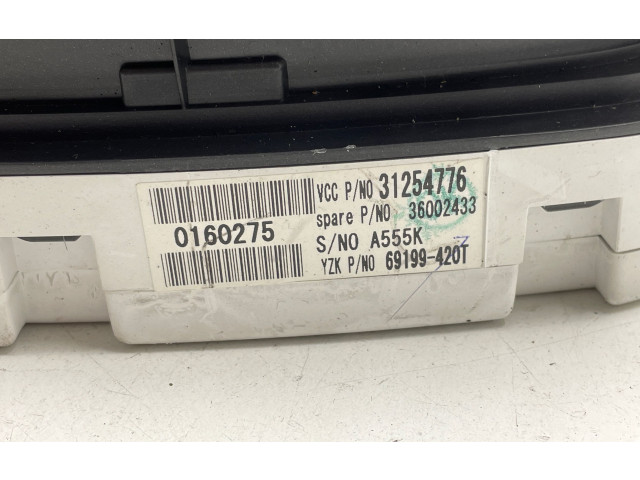 0160275
VCC P/NO 31254776
spare P/NO 36002433
S/NO A555K
YZK P/NO 69199-420T